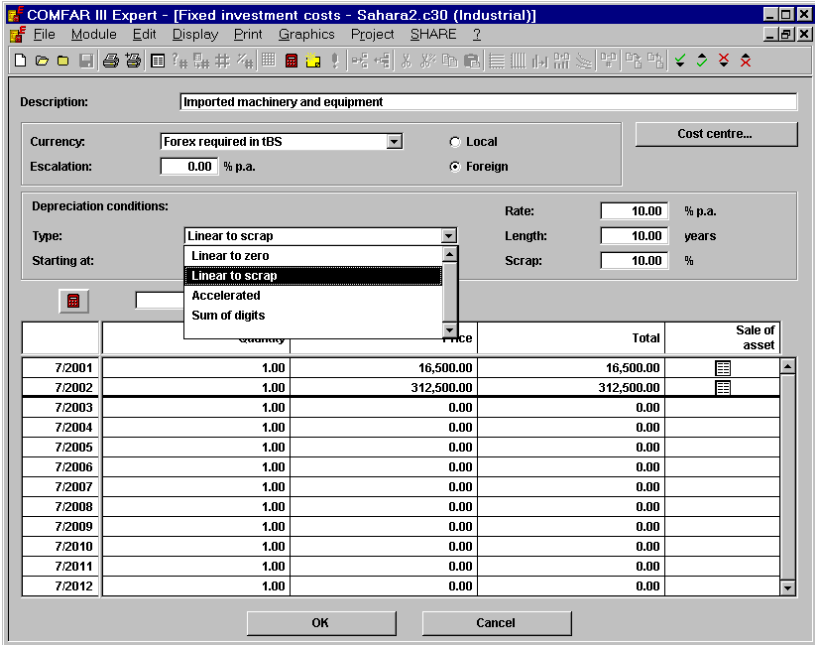 COMFAR III Expert - [Fixed investment costs - Sahara2.c30 (Industrial)]
File Module Edit Display Print Graphics Project SHARE ?
Description: Imported machinery and equipment
Currency: Forex required in tBS Local Cost centre...
Escalation: 0.00 % p.a. Foreign
Depreciation conditions: Rate: 10.00 % p.a.
Type: Linear to scrap Length: 10.00 years
Starting at: Linear to zero Scrap: 10.00 %
Linear to scrap
Accelerated
Sum of digits
Total Sale of asset
7/2001 1.00 16,500.00 16,500.00
7/2002 1.00 312,500.00 312,500.00
7/2003 1.00 0.00 0.00
7/2004 1.00 0.00 0.00
7/2005 1.00 0.00 0.00
7/2006 1.00 0.00 0.00
7/2007 1.00 0.00 0.00
7/2008 1.00 0.00 0.00
7/2009 1.00 0.00 0.00
7/2010 1.00 0.00 0.00
7/2011 1.00 0.00 0.00
7/2012 1.00 0.00 0.00
OK Cancel